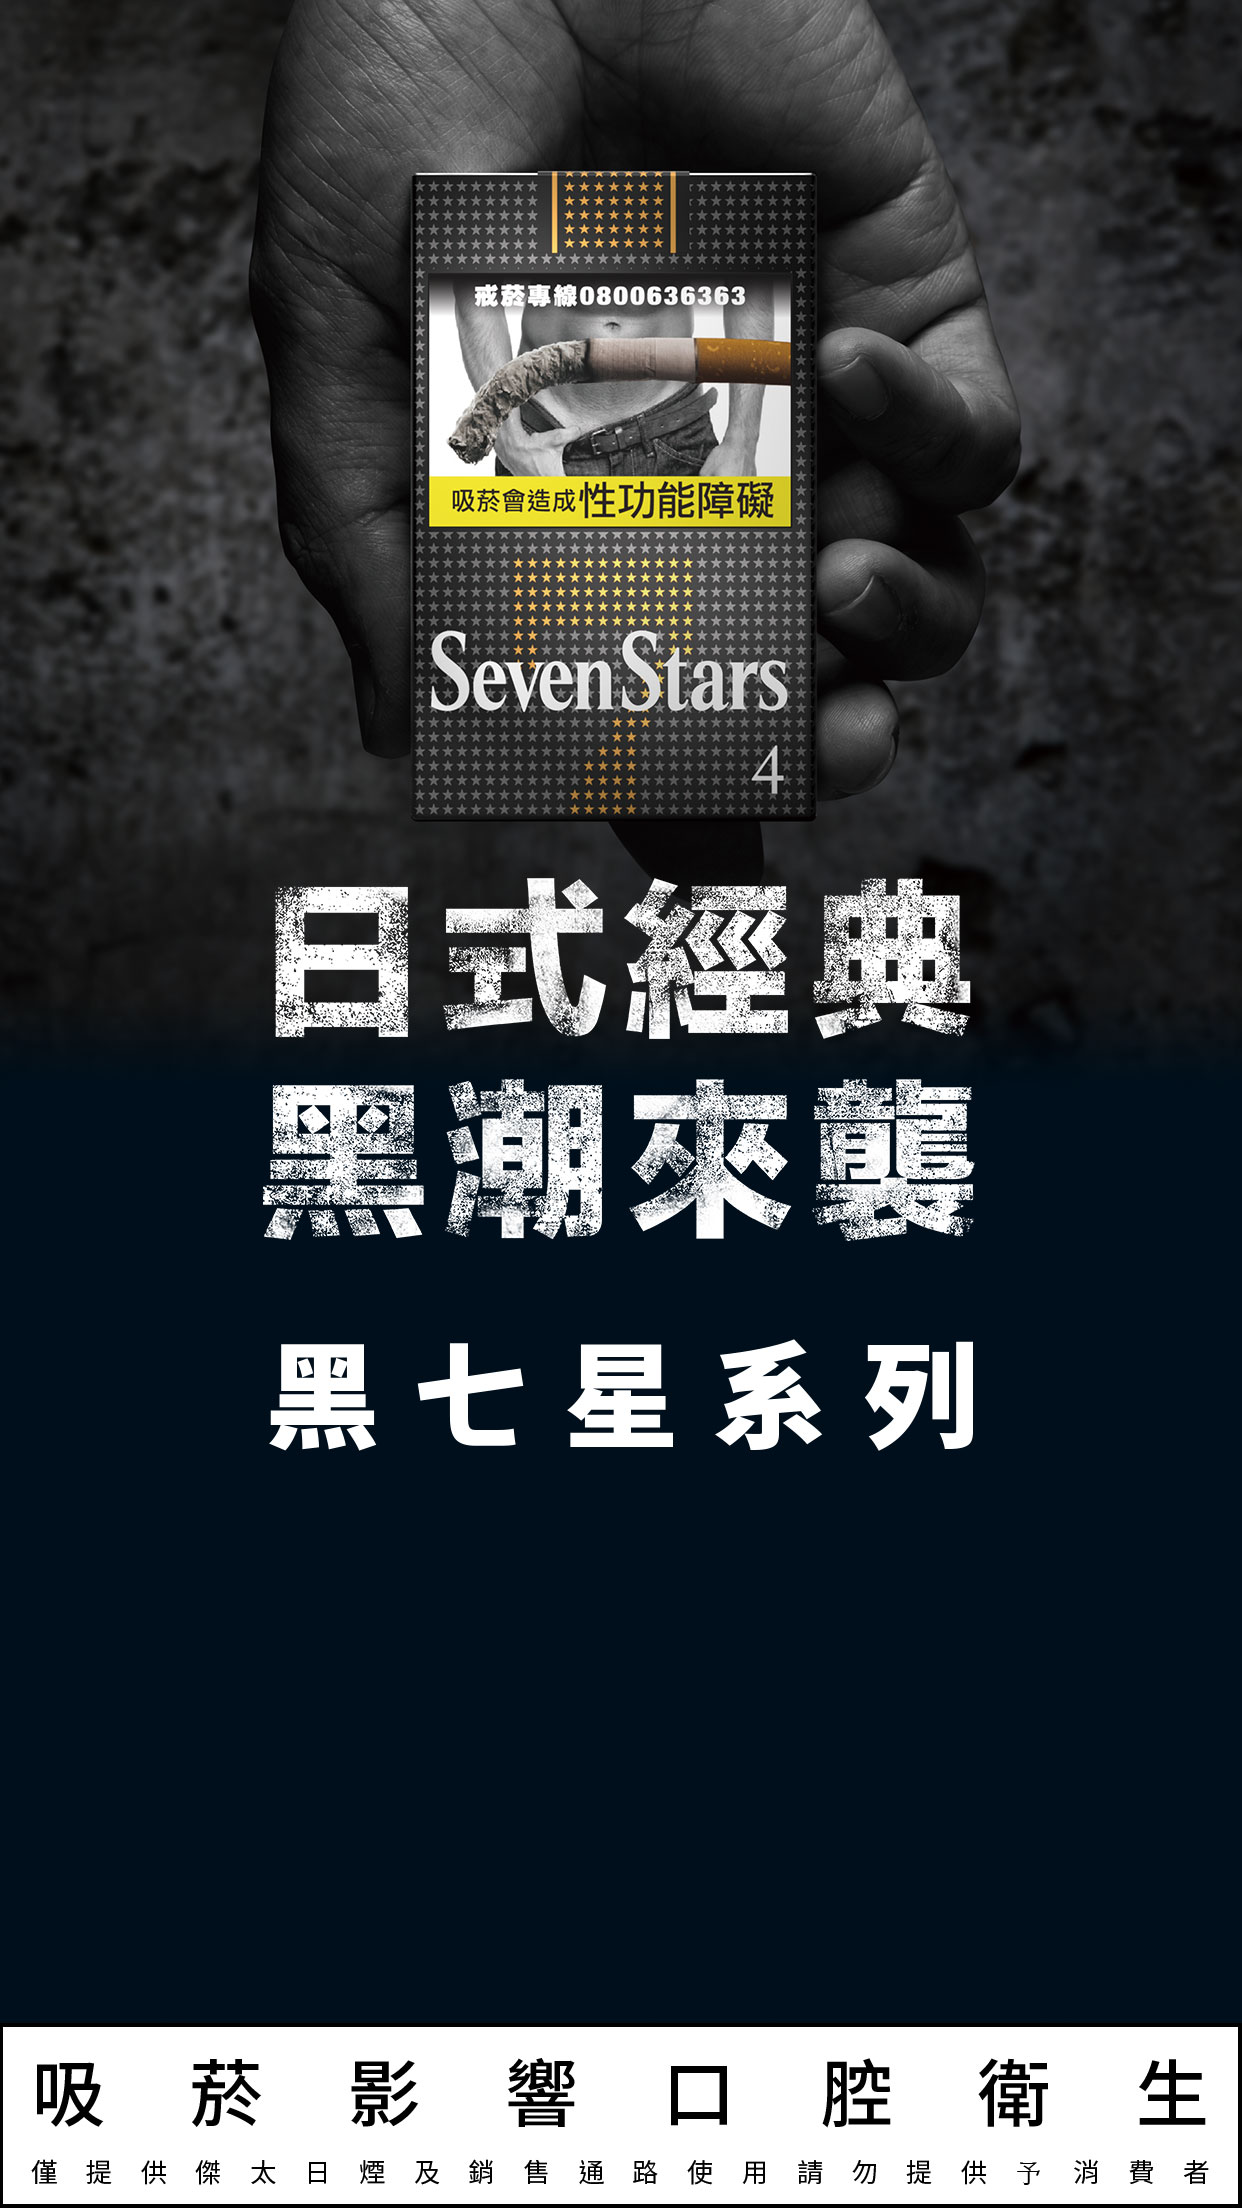 戒菸專線0800636363
吸菸會造成性功能障礙
SevenStars
4
日式經典
黑潮來襲
黑七星系列
吸菸影響口腔衛生
僅提供傑太日煙及銷售通路使用請勿提供予消費者